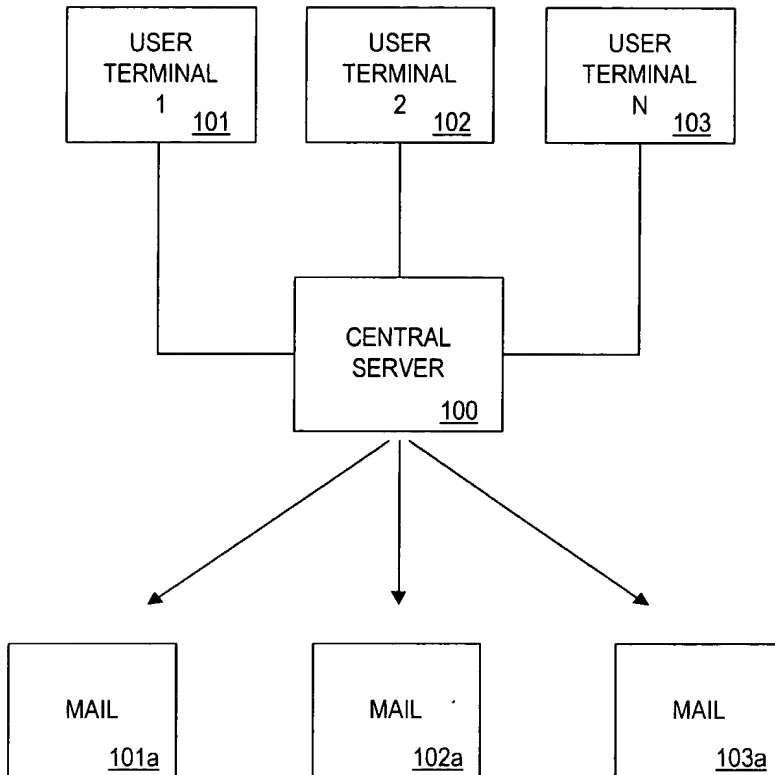 USER
TERMINAL
1
101
USER
TERMINAL
2
102
USER
TERMINAL
N
103
CENTRAL
SERVER
100
MAIL
101a
MAIL
102a
MAIL
103a